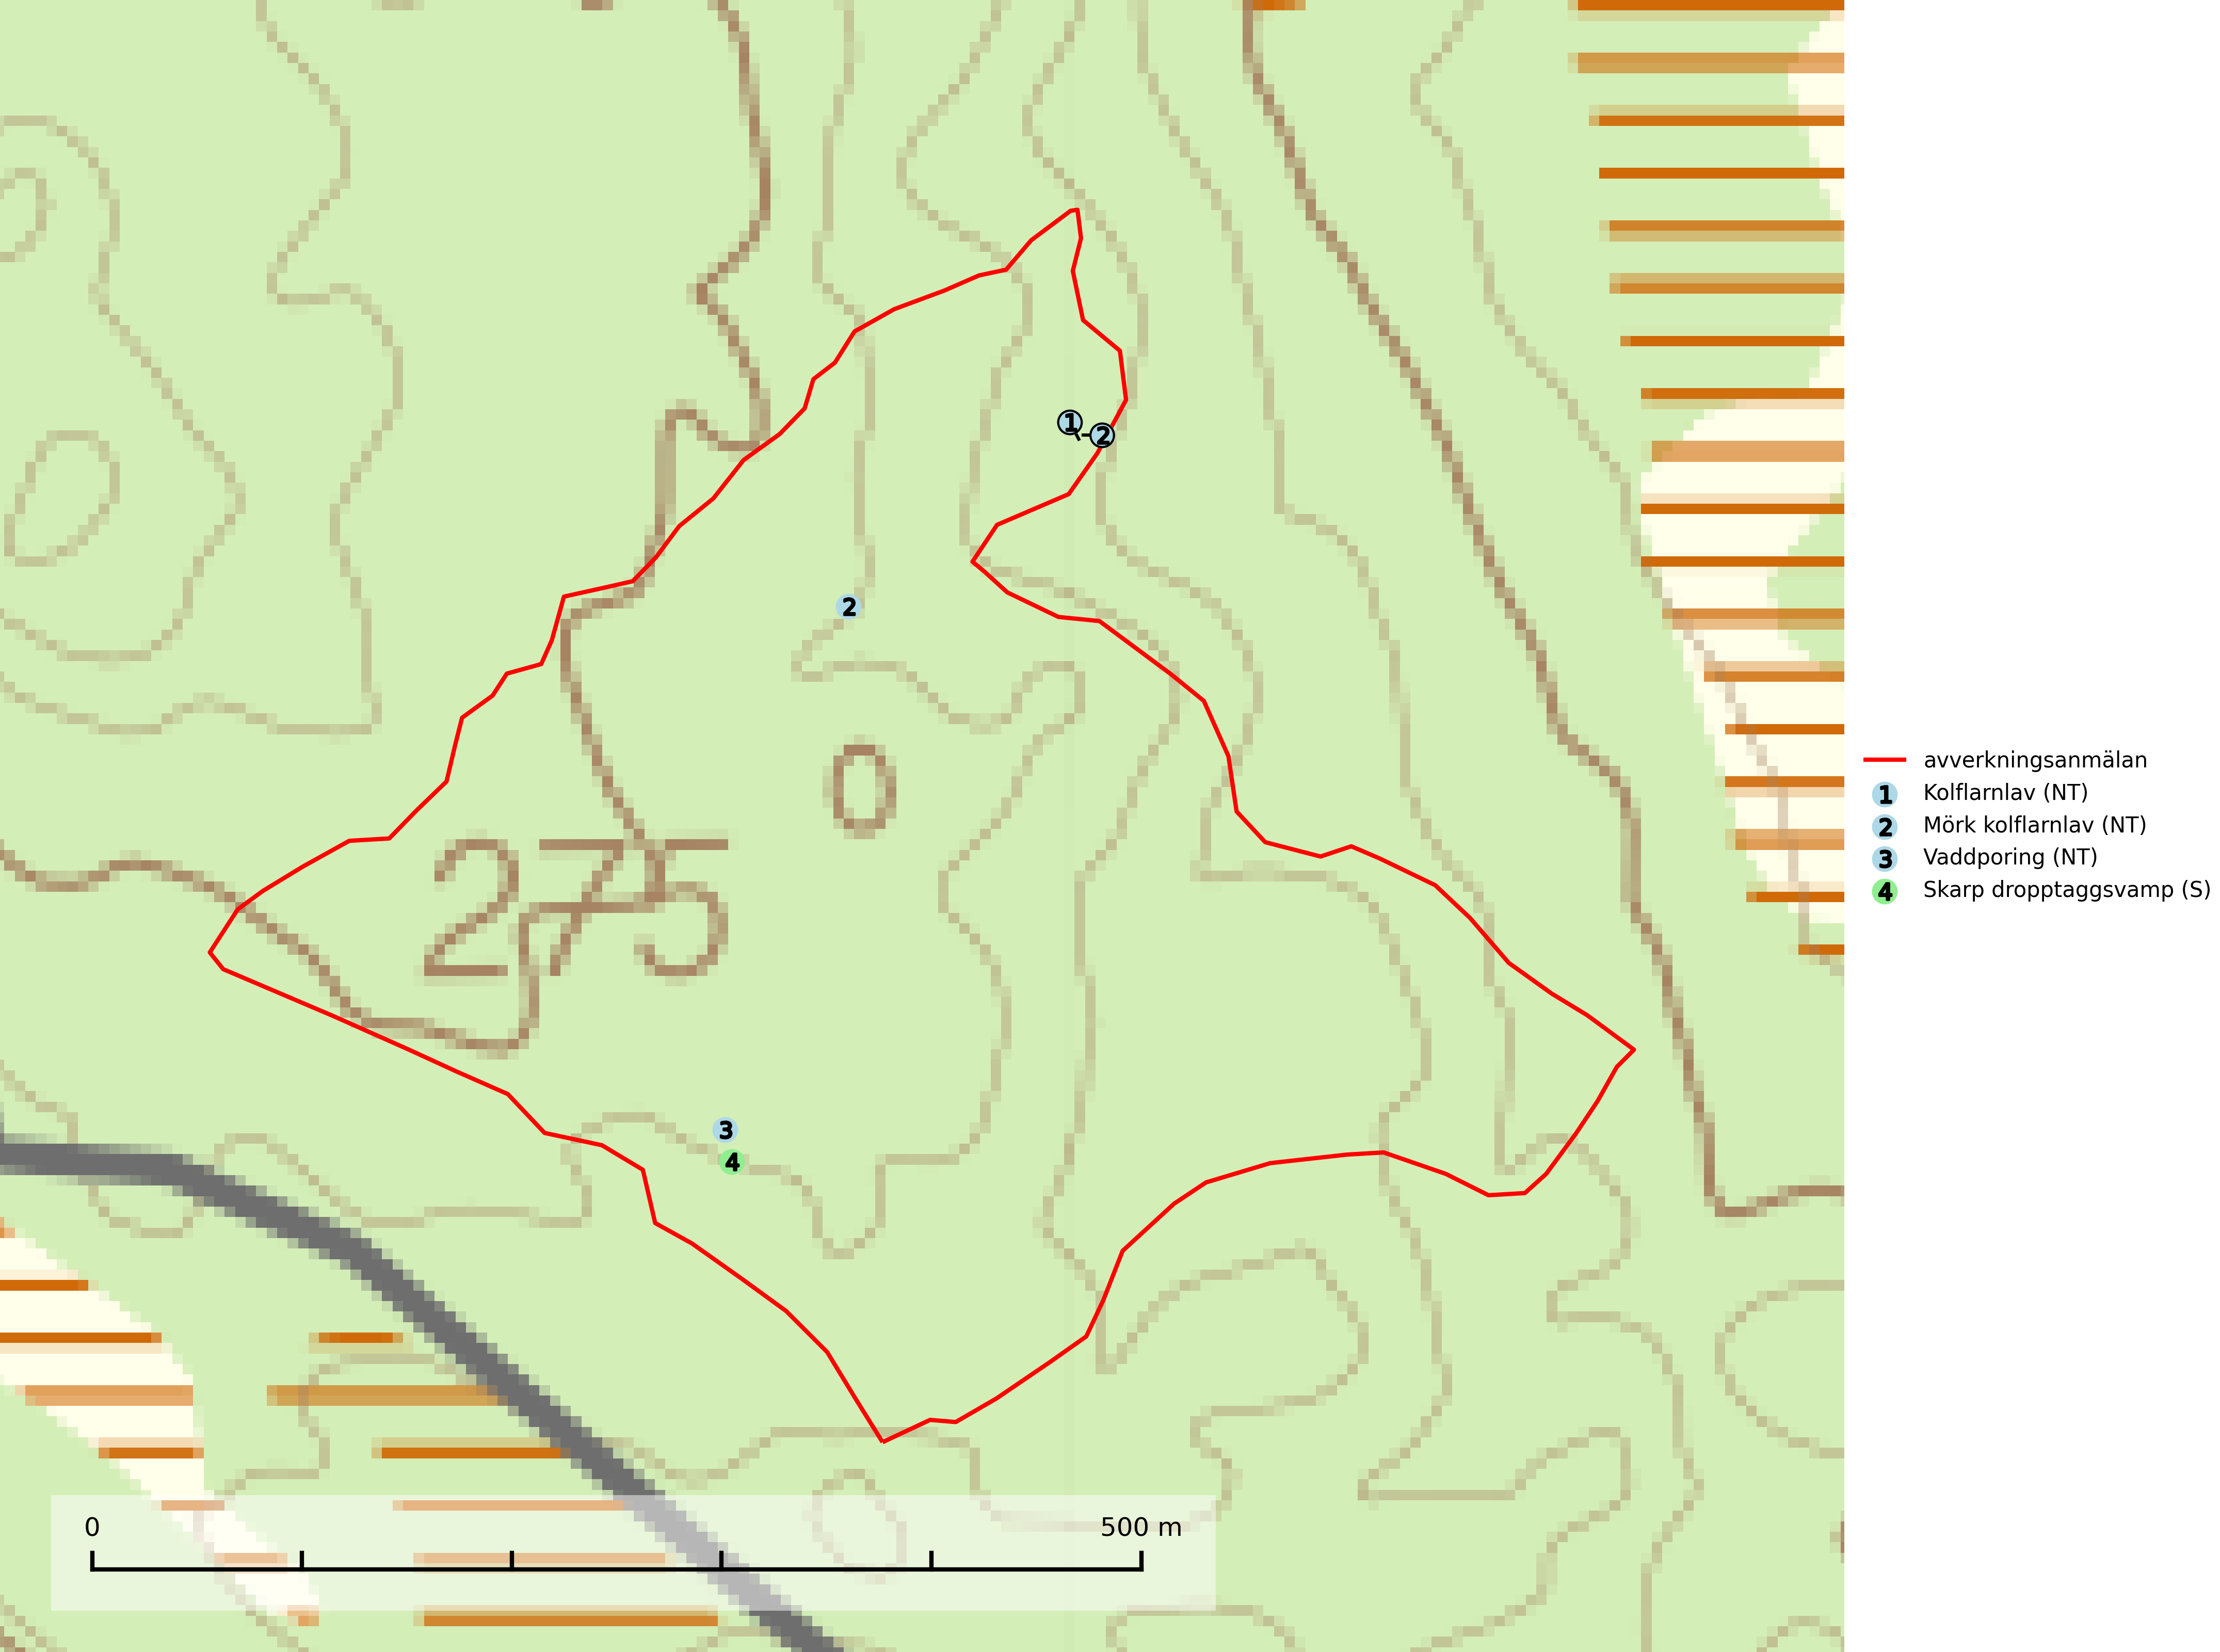 1
2
2
0
275
3
4
0 500 m
avverkningsanmälan
1 Kolflarnlav (NT)
2 Mörk kolflarnlav (NT)
3 Vaddporing (NT)
4 Skarp dropptaggsvamp (S)